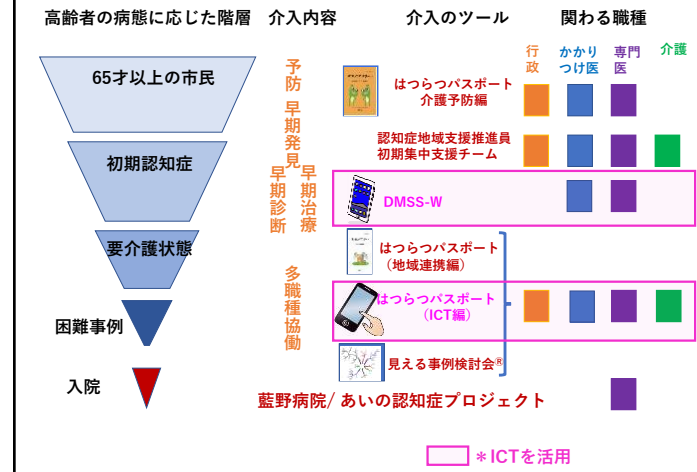 高齢者の病態に応じた階層
介入内容
介入のツール
関わる職種
行政
かかりつけ医
専門医
介護
65才以上の市民
予防
はつらつパスポート
介護予防編
早期発見
認知症地域支援推進員
初期集中支援チーム
初期認知症
早期診断
早期治療
DMSS-W
要介護状態
はつらつパスポート
（地域連携編）
多職種協働
はつらつパスポート
（ICT編）
困難事例
見える事例検討会®
入院
藍野病院/ あいの認知症プロジェクト
＊ICTを活用